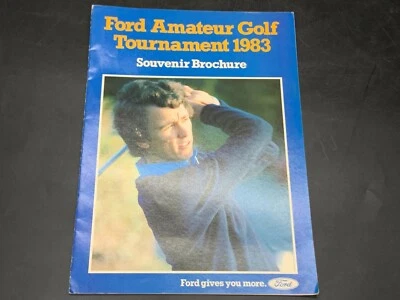 Ford Amateur Golf
Tournament 1983
Souvenir Brochure
Ford gives you more. Ford